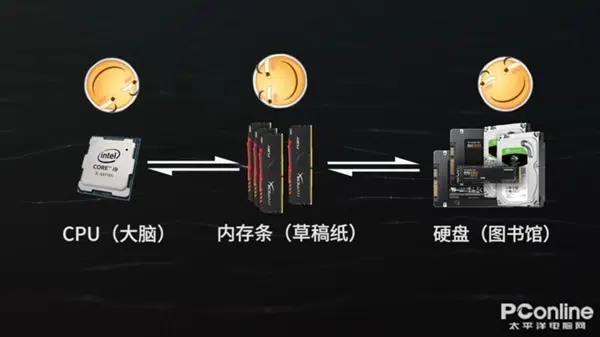 intel
CORE i9
X-series
CPU（大脑）
内存条（草稿纸）
硬盘（图书馆）
PConline
太平洋电脑网